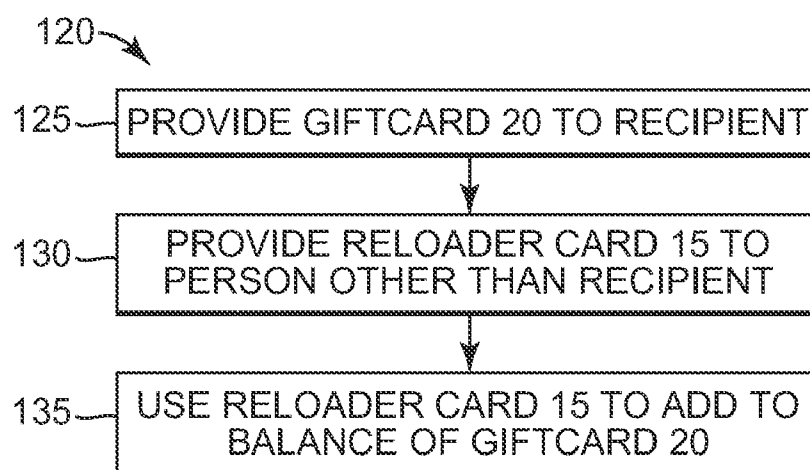 120
125 PROVIDE GIFTCARD 20 TO RECIPIENT
130 PROVIDE RELOADER CARD 15 TO
PERSON OTHER THAN RECIPIENT
135 USE RELOADER CARD 15 TO ADD TO
BALANCE OF GIFTCARD 20